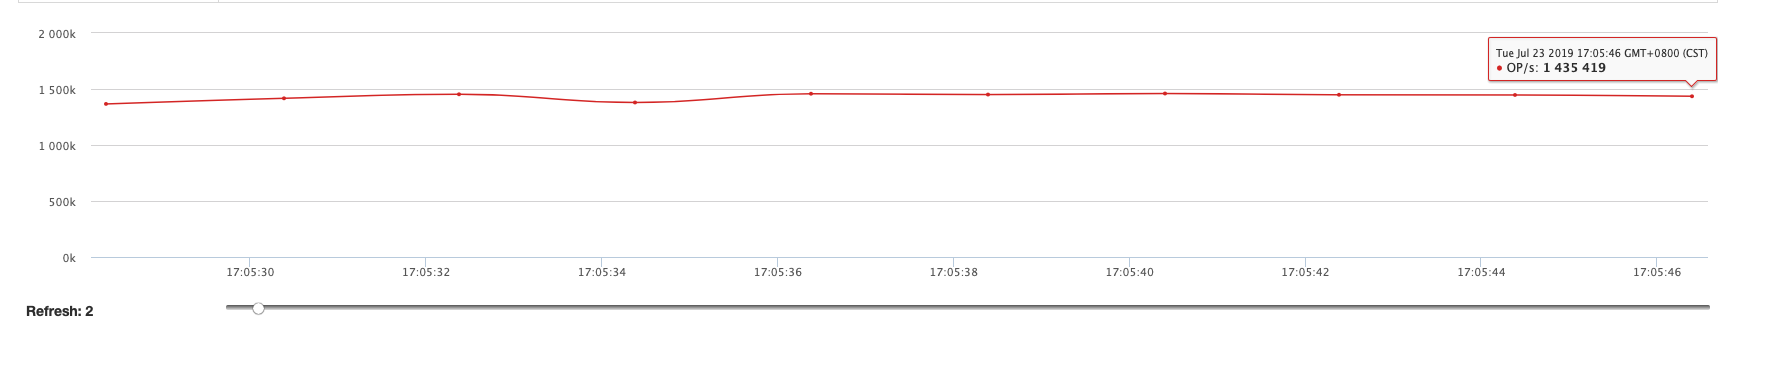 2 000k
Tue Jul 23 2019 17:05:46 GMT+0800 (CST)
● OP/s: 1 435 419
1 500k
1 000k
500k
0k
17:05:30 17:05:32 17:05:34 17:05:36 17:05:38 17:05:40 17:05:42 17:05:44 17:05:46
Refresh: 2